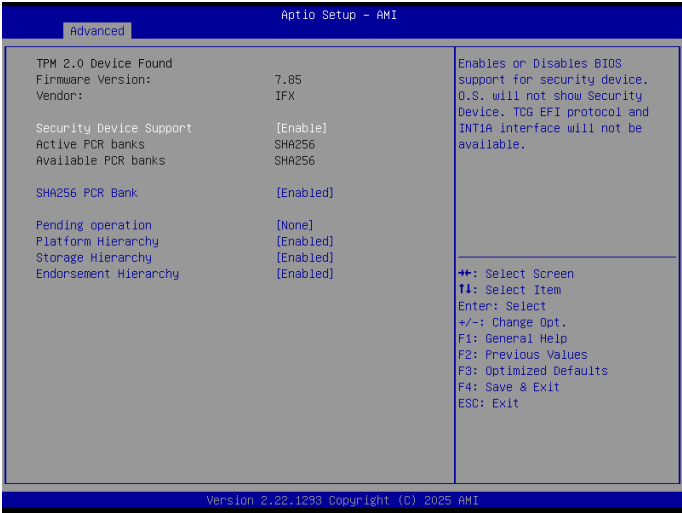 Aptio Setup – AMI
Advanced
TPM 2.0 Device Found
Firmware Version: 7.85
Vendor: IFX
Security Device Support [Enable]
Active PCR banks SHA256
Available PCR banks SHA256
SHA256 PCR Bank [Enabled]
Pending operation [None]
Platform Hierarchy [Enabled]
Storage Hierarchy [Enabled]
Endorsement Hierarchy [Enabled]
Enables or Disables BIOS
support for security device.
O.S. will not show Security
Device. TCG EFI protocol and
INT1A interface will not be
available.
→←: Select Screen
↑↓: Select Item
Enter: Select
+/-: Change Opt.
F1: General Help
F2: Previous Values
F3: Optimized Defaults
F4: Save & Exit
ESC: Exit
Version 2.22.1293 Copyright (C) 2025 AMI